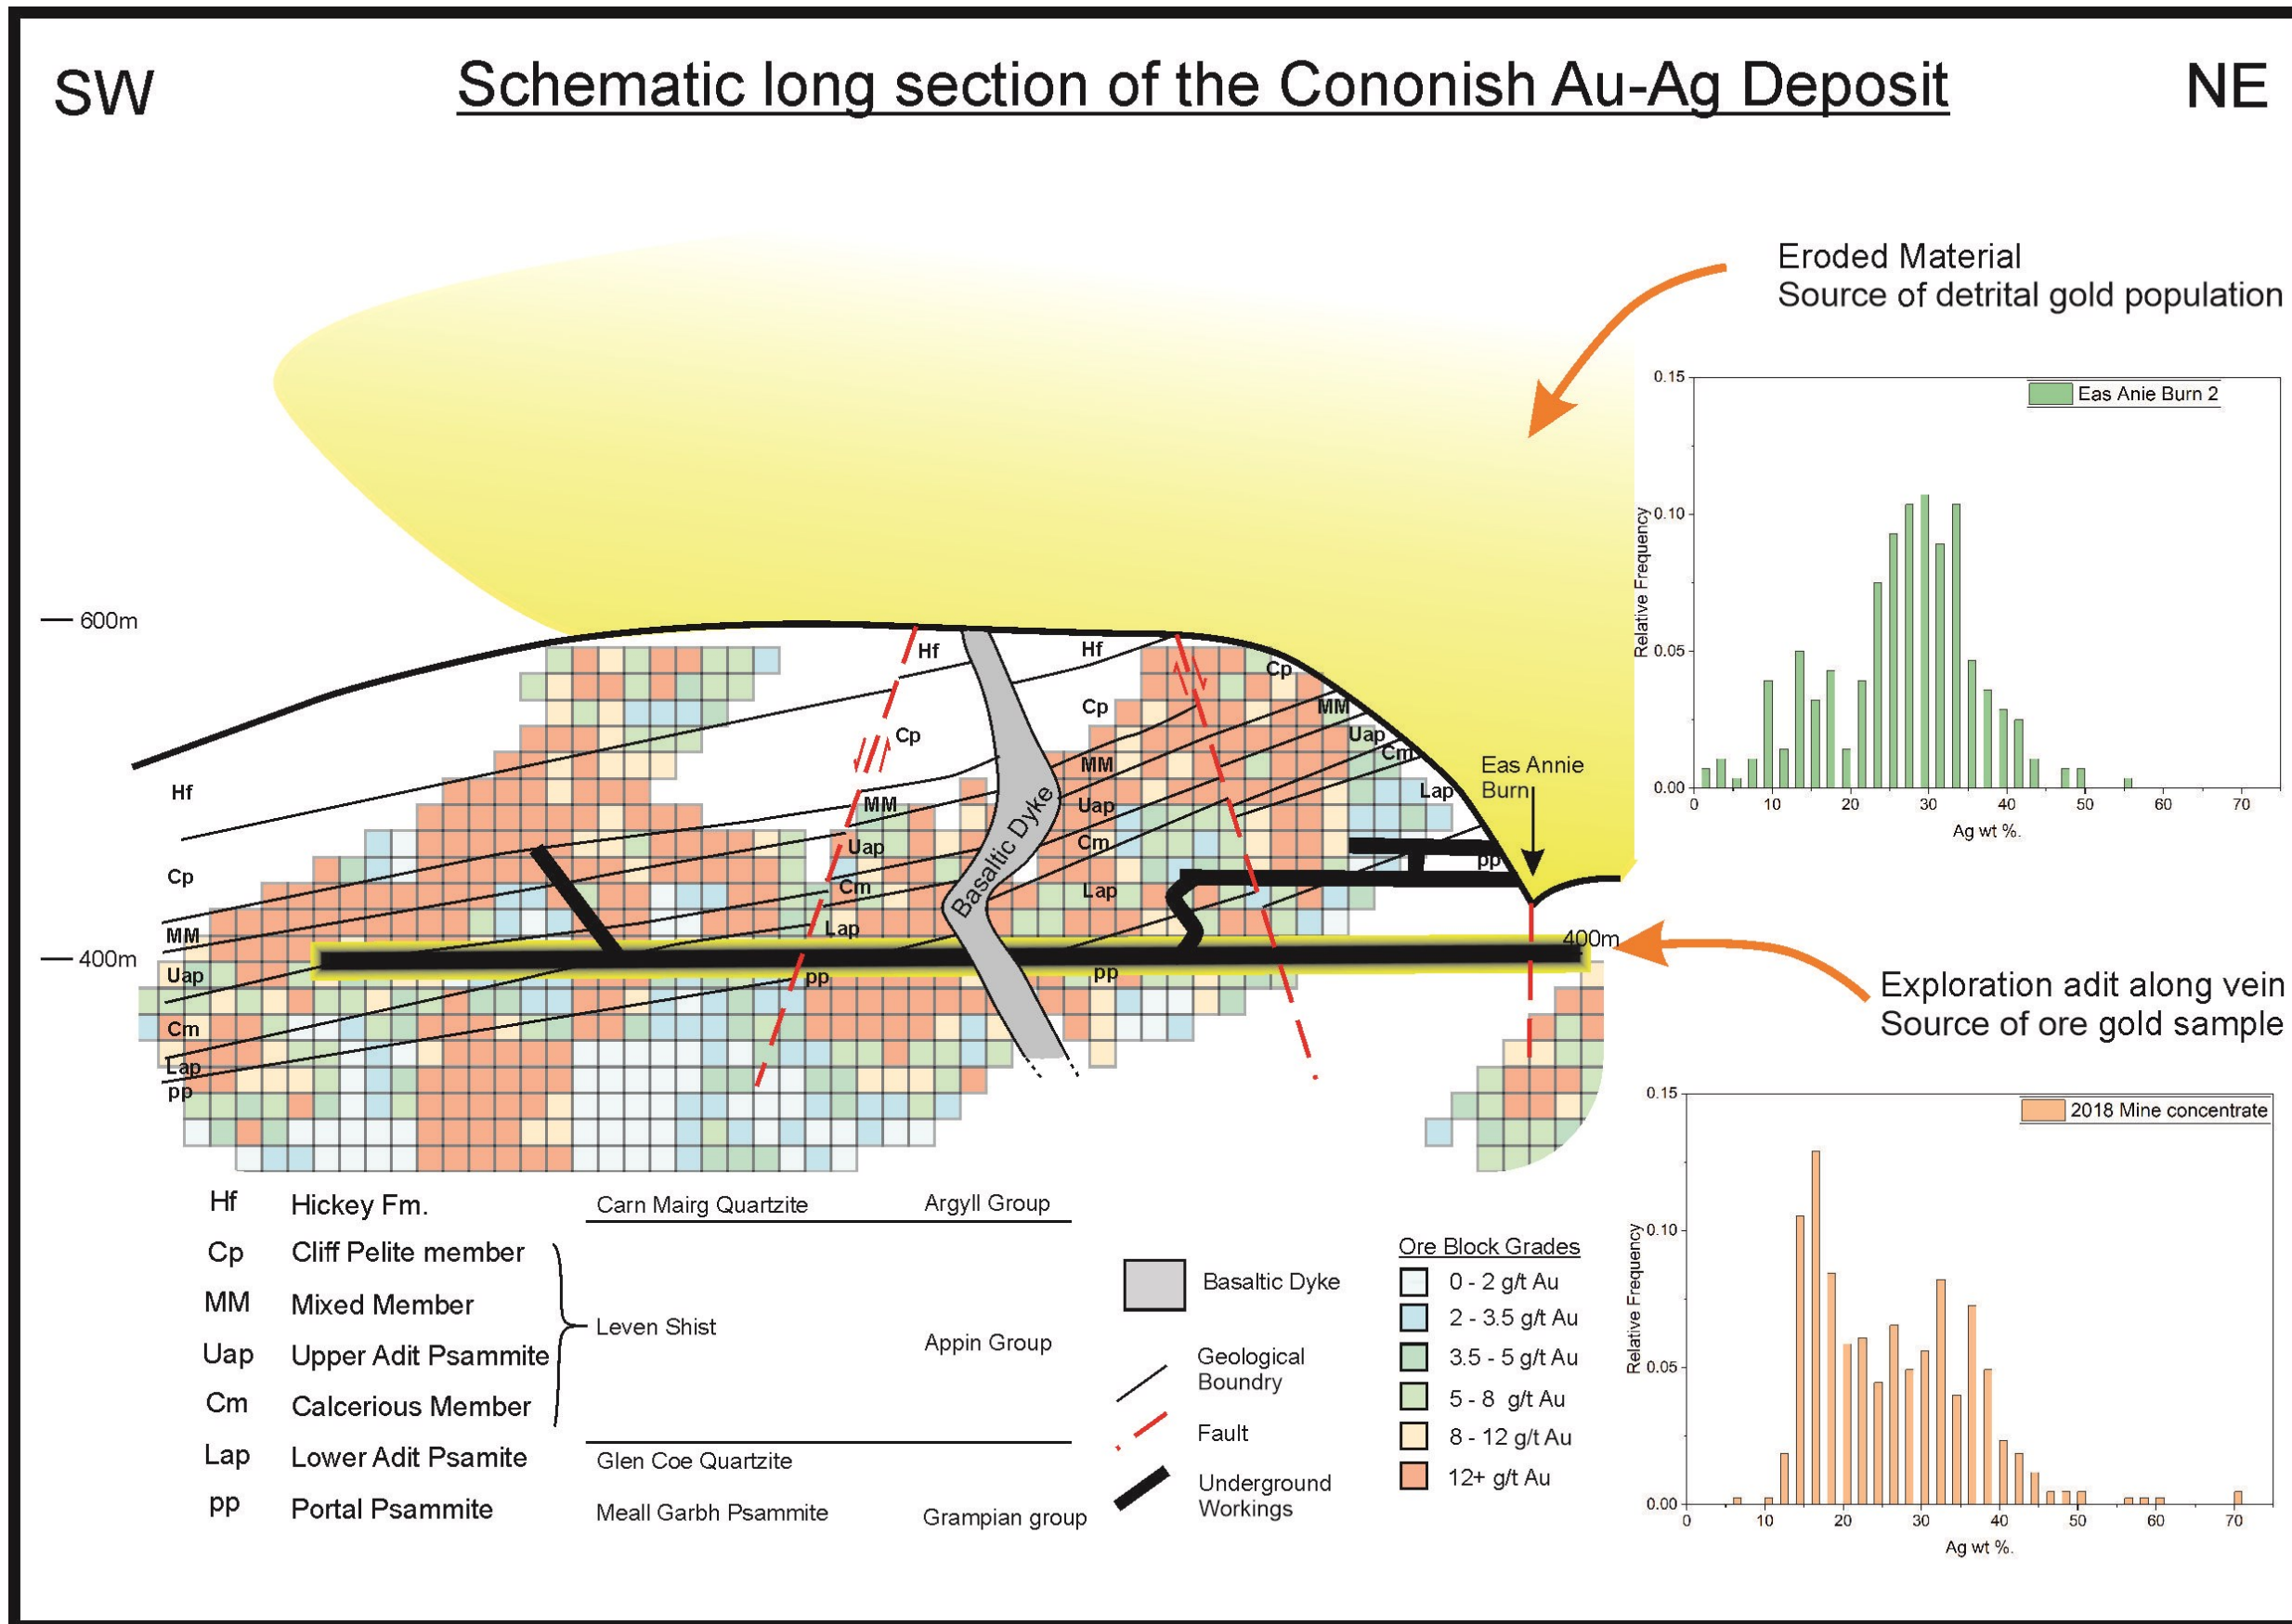 SW
Schematic long section of the Cononish Au-Ag Deposit
NE
Eroded Material
Source of detrital gold population
0.15
0.10
0.05
0.00
Relative Frequency
Eas Anie Burn 2
0 10 20 30 40 50 60 70
Ag wt %.
600m
400m
Hf
Cp
MM
Uap
Cm
Lap
pp
Hf
Cp
MM
Uap
Cm
Lap
pp
Basaltic Dyke
Hf
Cp
MM
Uap
Cm
Lap
pp
Cp
MM
Uap
Cm
Lap
pp
Eas Annie
Burn
400m
Exploration adit along vein
Source of ore gold sample
0.15
0.10
0.05
0.00
Relative Frequency
2018 Mine concentrate
0 10 20 30 40 50 60 70
Ag wt %.
Hf Hickey Fm. Carn Mairg Quartzite Argyll Group
Cp Cliff Pelite member
MM Mixed Member
Leven Shist Appin Group
Uap Upper Adit Psammite
Cm Calcerious Member
Lap Lower Adit Psamite Glen Coe Quartzite
pp Portal Psammite Meall Garbh Psammite Grampian group
Basaltic Dyke
Geological
Boundry
Fault
Underground
Workings
Ore Block Grades
0 - 2 g/t Au
2 - 3.5 g/t Au
3.5 - 5 g/t Au
5 - 8 g/t Au
8 - 12 g/t Au
12+ g/t Au